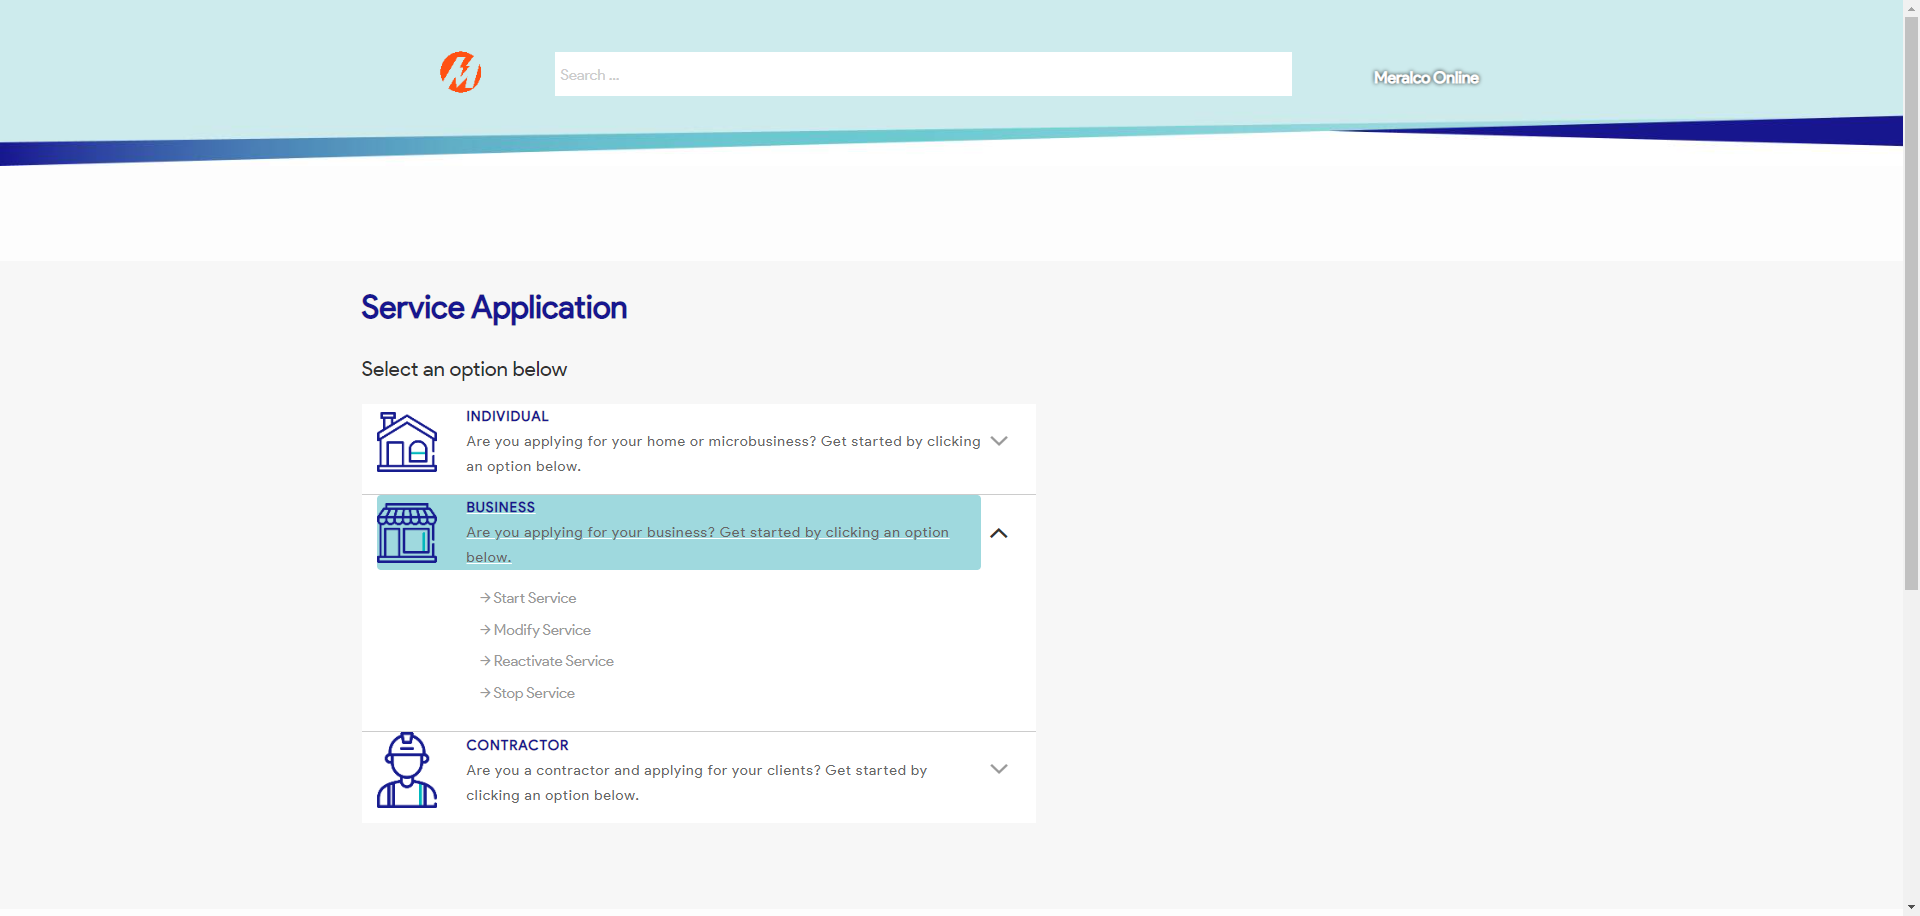 Search ...
Meralco Online
Service Application
Select an option below
INDIVIDUAL
Are you applying for your home or microbusiness? Get started by clicking
an option below.
BUSINESS
Are you applying for your business? Get started by clicking an option
below.
→ Start Service
→ Modify Service
→ Reactivate Service
→ Stop Service
CONTRACTOR
Are you a contractor and applying for your clients? Get started by
clicking an option below.